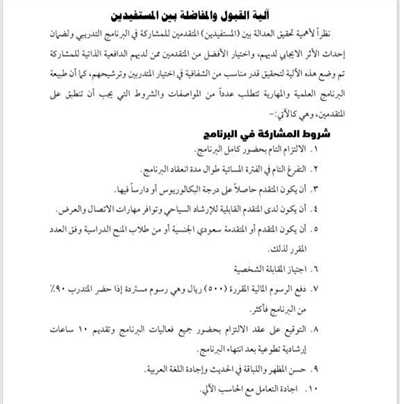 آلية القبول والمفاضلة بين المستفيدين
نظراً لأهمية تحقيق العدالة بين (المستفيدين) المتقدمين للمشاركة في البرنامج التدريبي ولضمان
إحداث الأثر الايجابي لديهم، واختيار الأفضل من المتقدمين ممن لديهم الدافعية الذاتية للمشاركة
تم وضع هذه الآلية لتحقيق قدر مناسب من الشفافية في اختيار المتدربين وترشيحهم، كما أن طبيعة
البرنامج العلمية والمهارية تتطلب عدداً من المواصفات والشروط التي يجب أن تنطبق على
المتقدمين، وهي كالآتي:-
شروط المشاركة في البرنامج
١. الالتزام التام بحضور كامل البرنامج.
٢. التفرغ التام في الفترة المسائية طوال مدة انعقاد البرنامج.
٣. أن يكون المتقدم حاصلاً على درجة البكالوريوس أو دارساً فيها.
٤. أن يكون لدى المتقدم القابلية للإرشاد السياحي وتوافر مهارات الاتصال والعرض.
٥. أن يكون المتقدم أو المتقدمة سعودي الجنسية أو من طلاب المنح الدراسية وفق العدد
المقرر لذلك.
٦. اجتياز المقابلة الشخصية
٧. دفع الرسوم المالية المقررة (٥٠٠) ريال وهي رسوم مستردة إذا حضر المتدرب ٩٠٪
من البرنامج فأكثر.
٨. التوقيع على عقد الالتزام بحضور جميع فعاليات البرنامج وتقديم ١٠ ساعات
إرشادية تطوعية بعد انتهاء البرنامج.
٩. حسن المظهر واللباقة في الحديث وإجادة اللغة العربية.
١٠. اجادة التعامل مع الحاسب الآلي.